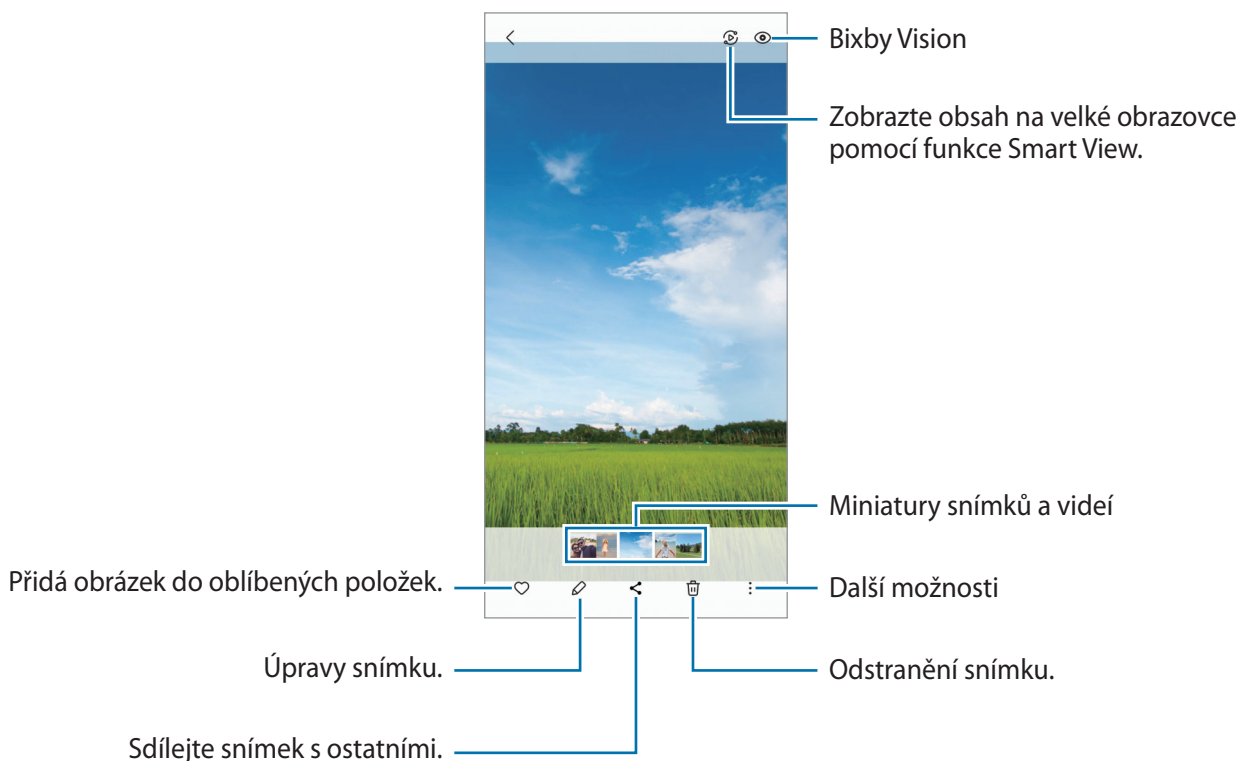 Bixby Vision
Zobrazte obsah na velké obrazovce
pomocí funkce Smart View.
Miniatury snímků a videí
Přidá obrázek do oblíbených položek.
Další možnosti
Úpravy snímku.
Odstranění snímku.
Sdílejte snímek s ostatními.